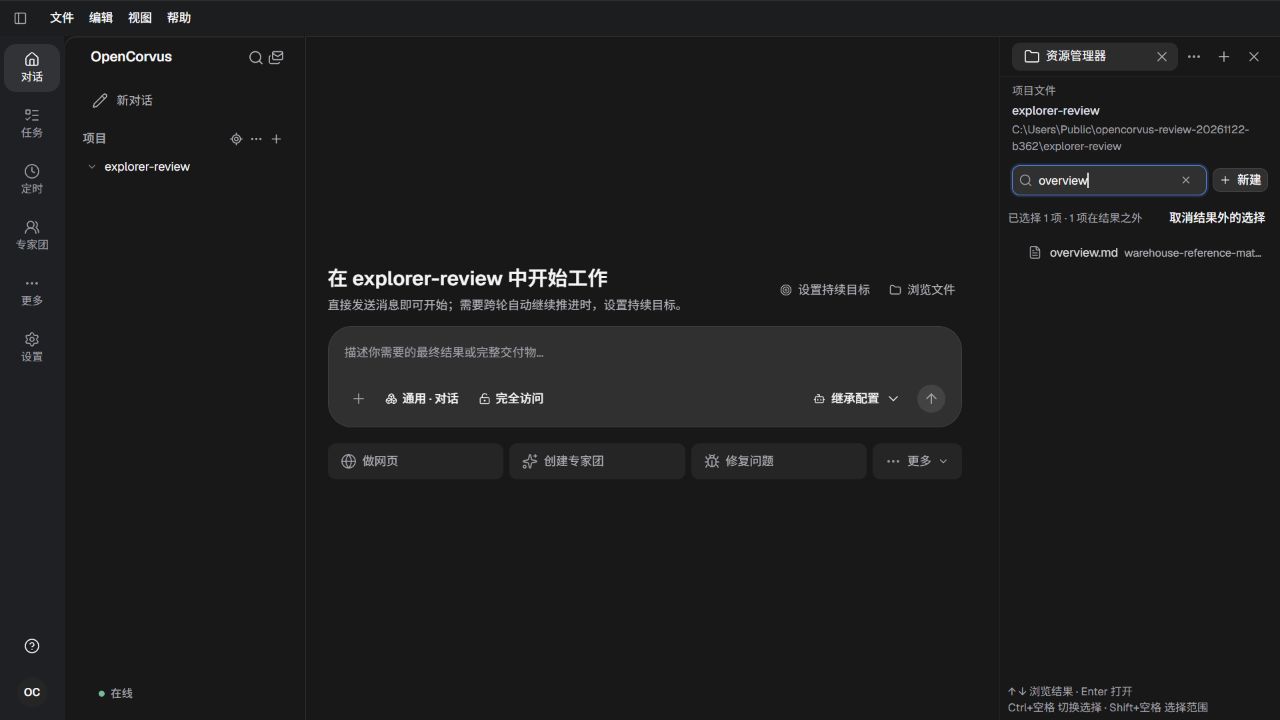 文件 编辑 视图 帮助
对话
任务
定时
专家团
更多
设置
OC
OpenCorvus
新对话
项目
explorer-review
在线
在 explorer-review 中开始工作
直接发送消息即可开始；需要跨轮自动继续推进时，设置持续目标。
设置持续目标 浏览文件
描述你需要的最终结果或完整交付物...
通用 · 对话 完全访问 继承配置
做网页 创建专家团 修复问题 更多
资源管理器
项目文件
explorer-review
C:\Users\Public\opencorvus-review-20261122-
b362\explorer-review
overview 新建
已选择 1 项 · 1 项在结果之外 取消结果外的选择
overview.md warehouse-reference-mat...
↑↓ 浏览结果 · Enter 打开
Ctrl+空格 切换选择 · Shift+空格 选择范围